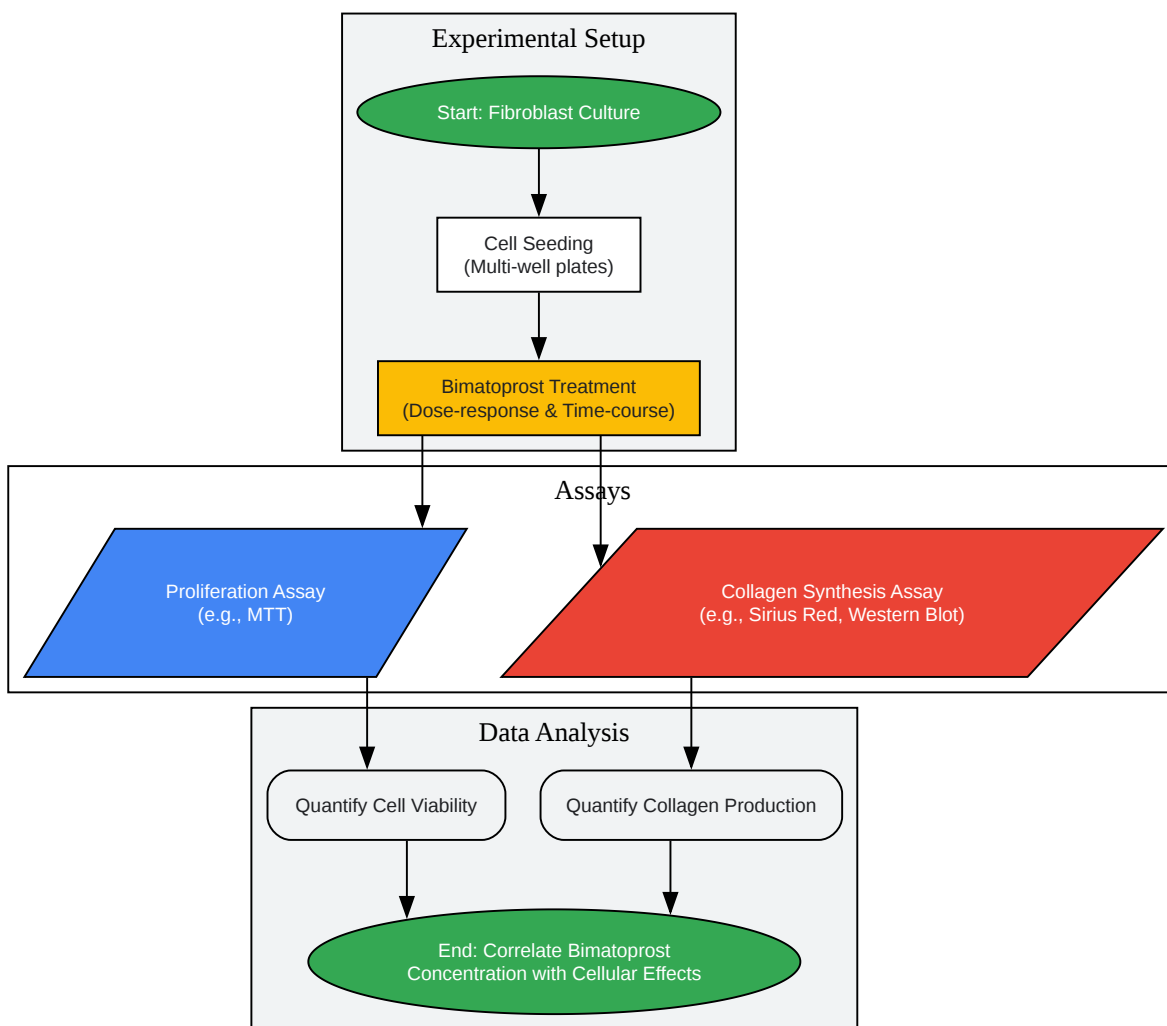 Experimental Setup
Start: Fibroblast Culture
Cell Seeding
(Multi-well plates)
Bimatoprost Treatment
(Dose-response & Time-course)
Assays
Proliferation Assay
(e.g., MTT)
Collagen Synthesis Assay
(e.g., Sirius Red, Western Blot)
Data Analysis
Quantify Cell Viability
Quantify Collagen Production
End: Correlate Bimatoprost
Concentration with Cellular Effects